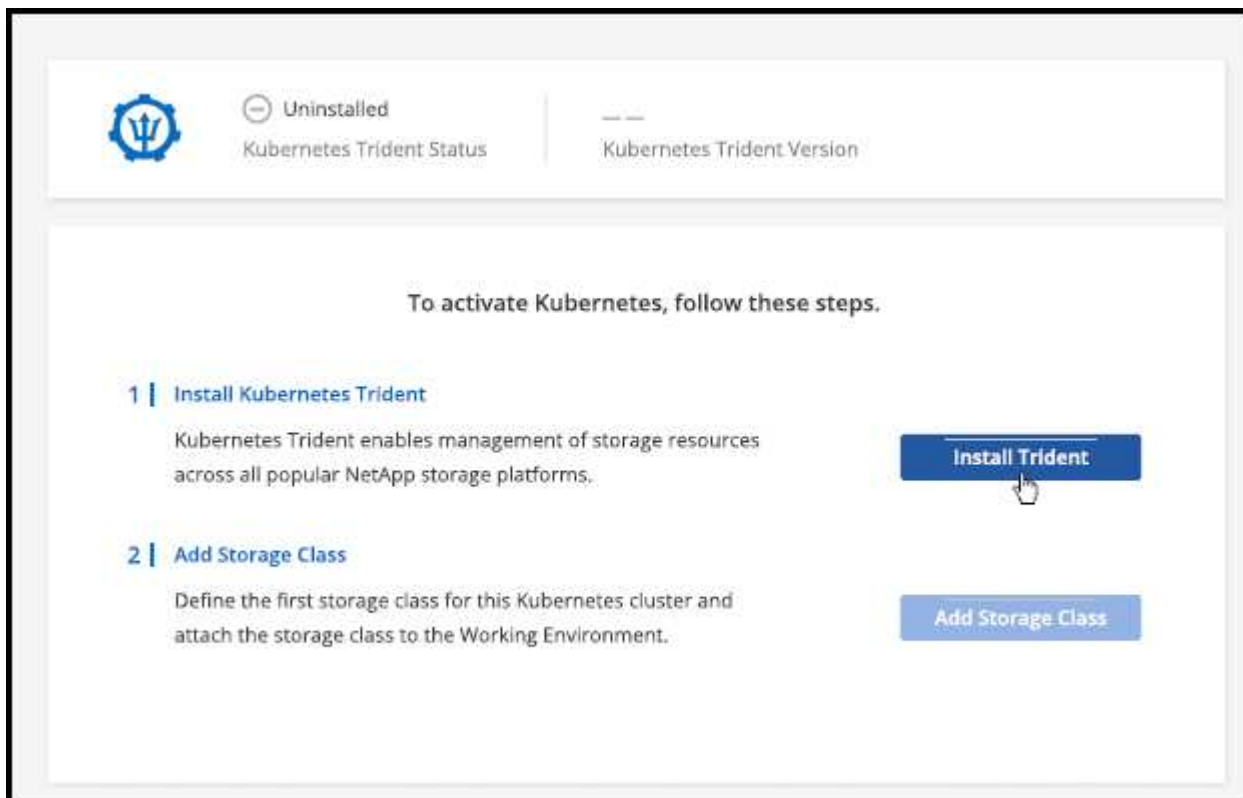 Uninstalled
Kubernetes Trident Status
— —
Kubernetes Trident Version
To activate Kubernetes, follow these steps.
1 | Install Kubernetes Trident
Kubernetes Trident enables management of storage resources
across all popular NetApp storage platforms.
Install Trident
2 | Add Storage Class
Define the first storage class for this Kubernetes cluster and
attach the storage class to the Working Environment.
Add Storage Class